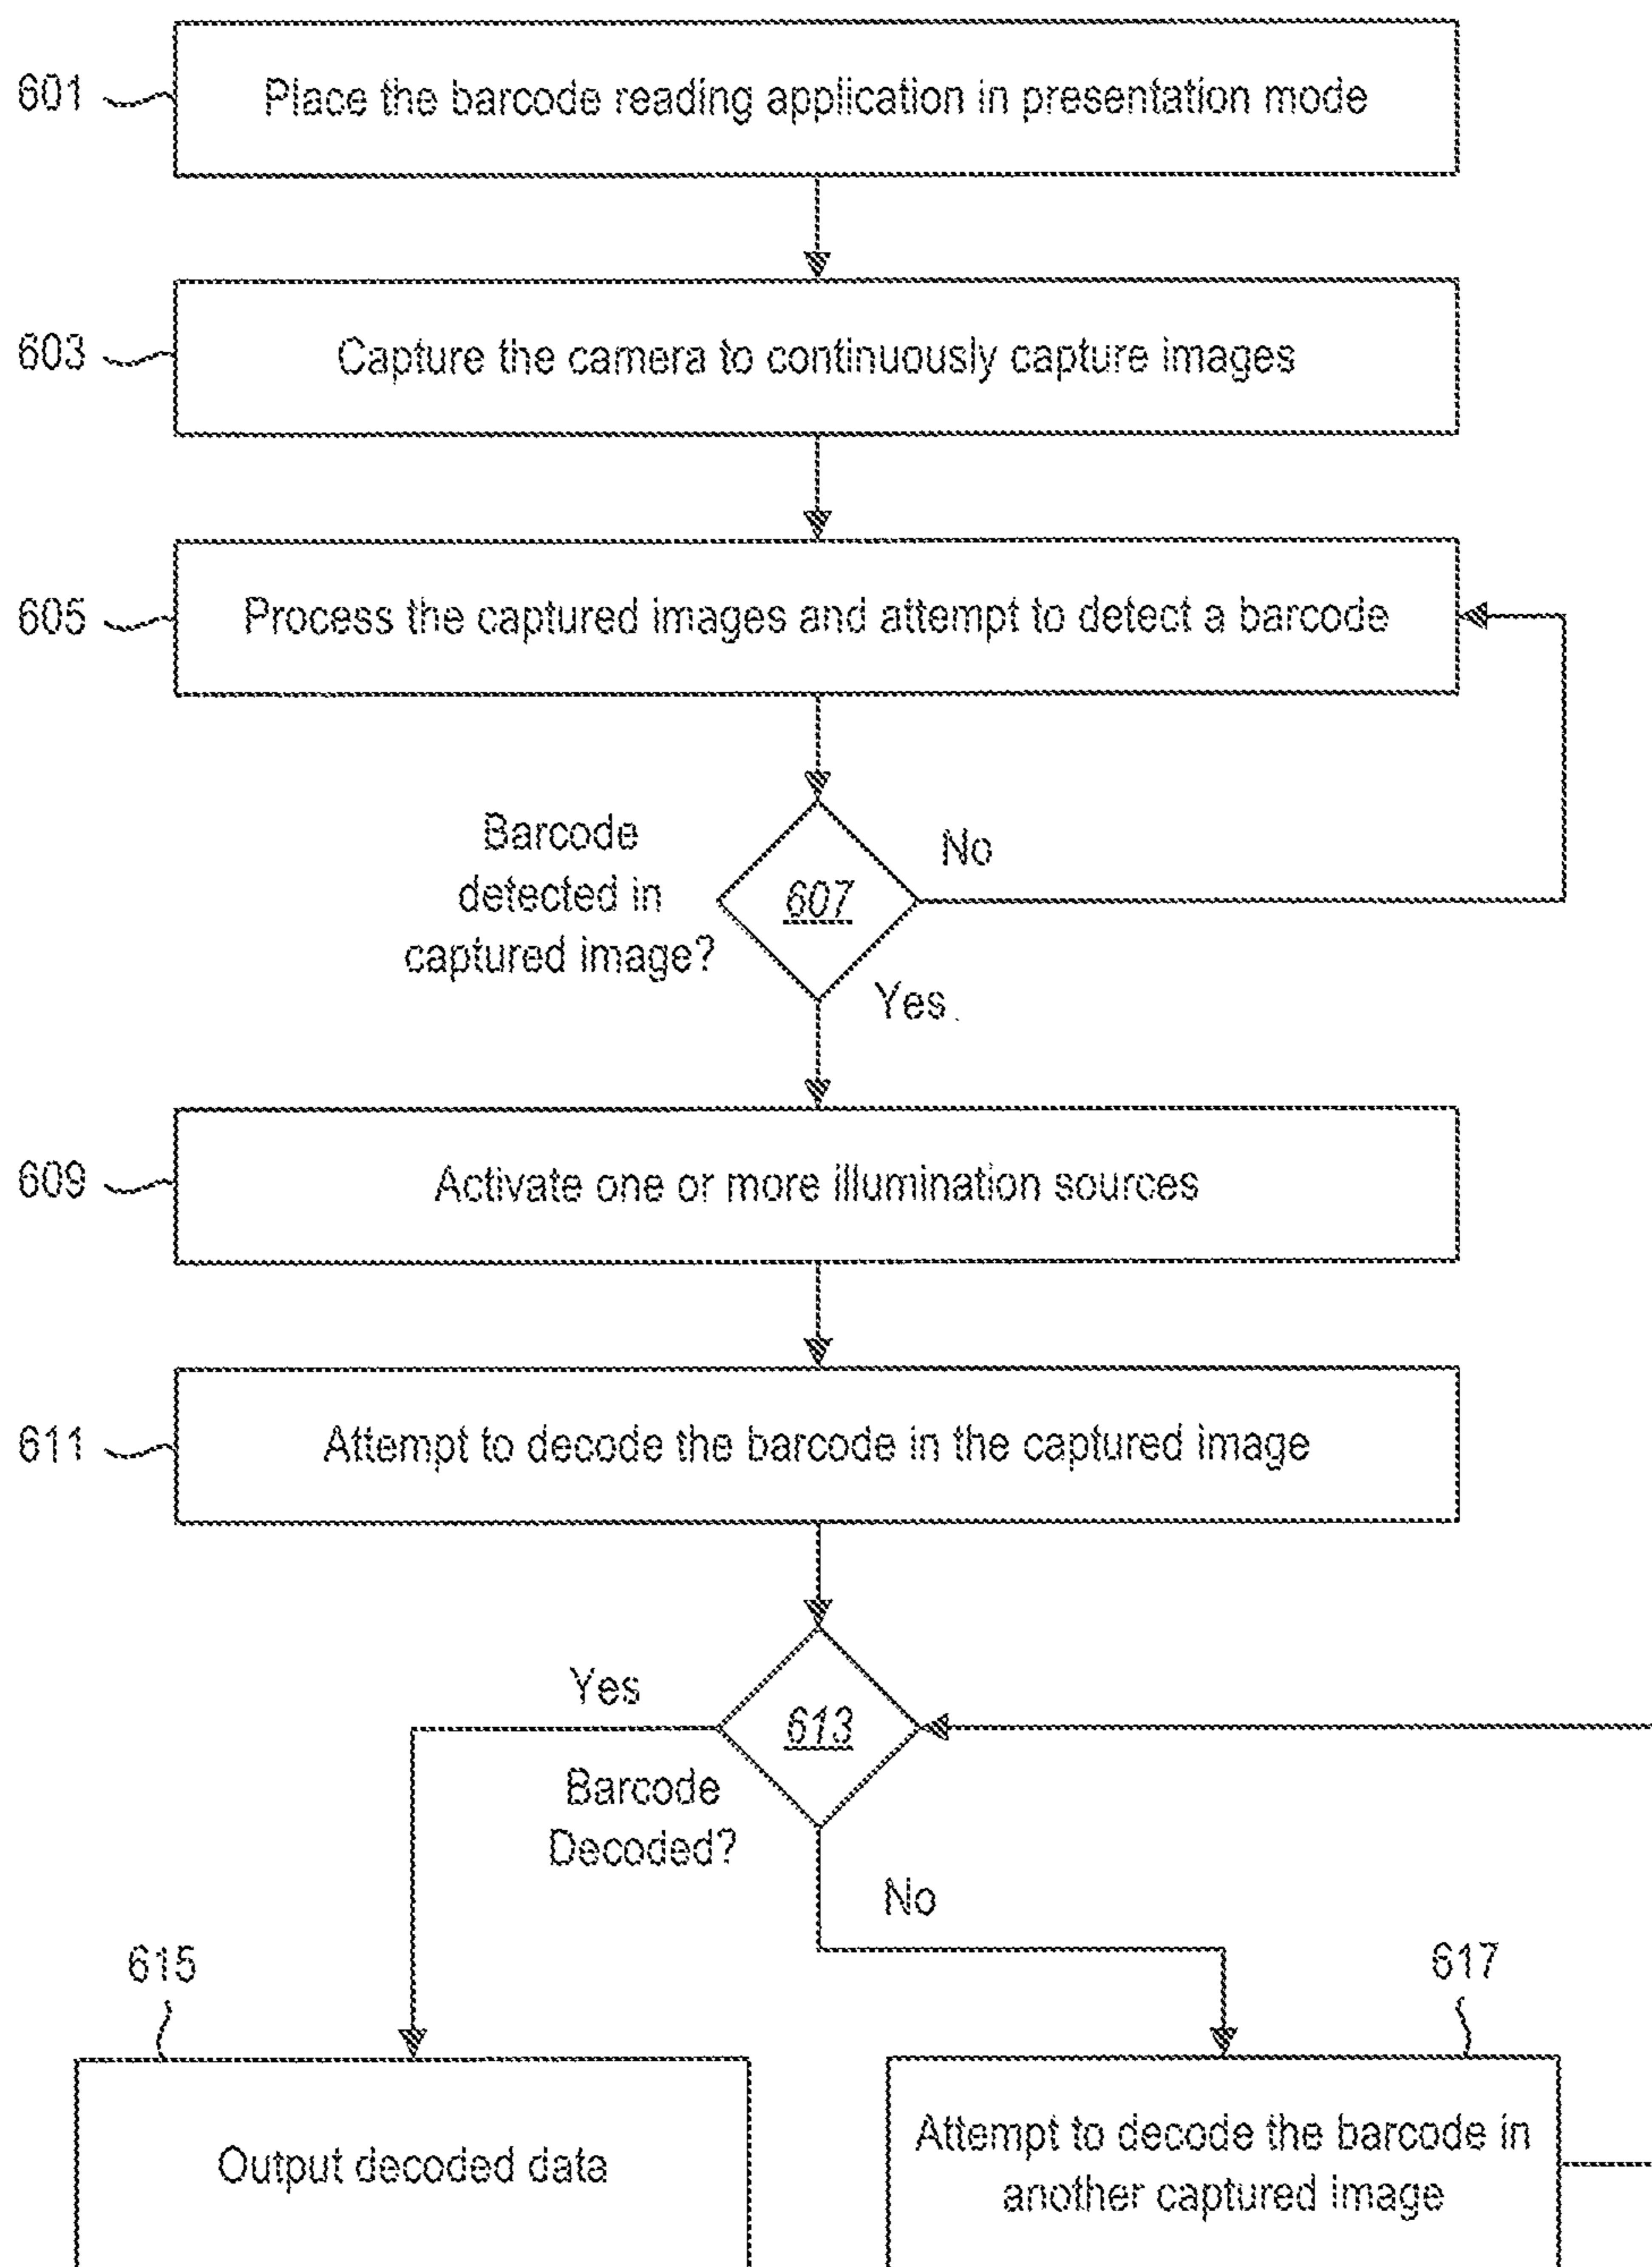 601
Place the barcode reading application in presentation mode
603
Capture the camera to continuously capture images
605
Process the captured images and attempt to detect a barcode
Barcode
detected in
captured image?
607
No
Yes
609
Activate one or more illumination sources
611
Attempt to decode the barcode in the captured image
Yes
613
Barcode
Decoded?
No
615
617
Output decoded data
Attempt to decode the barcode in
another captured image